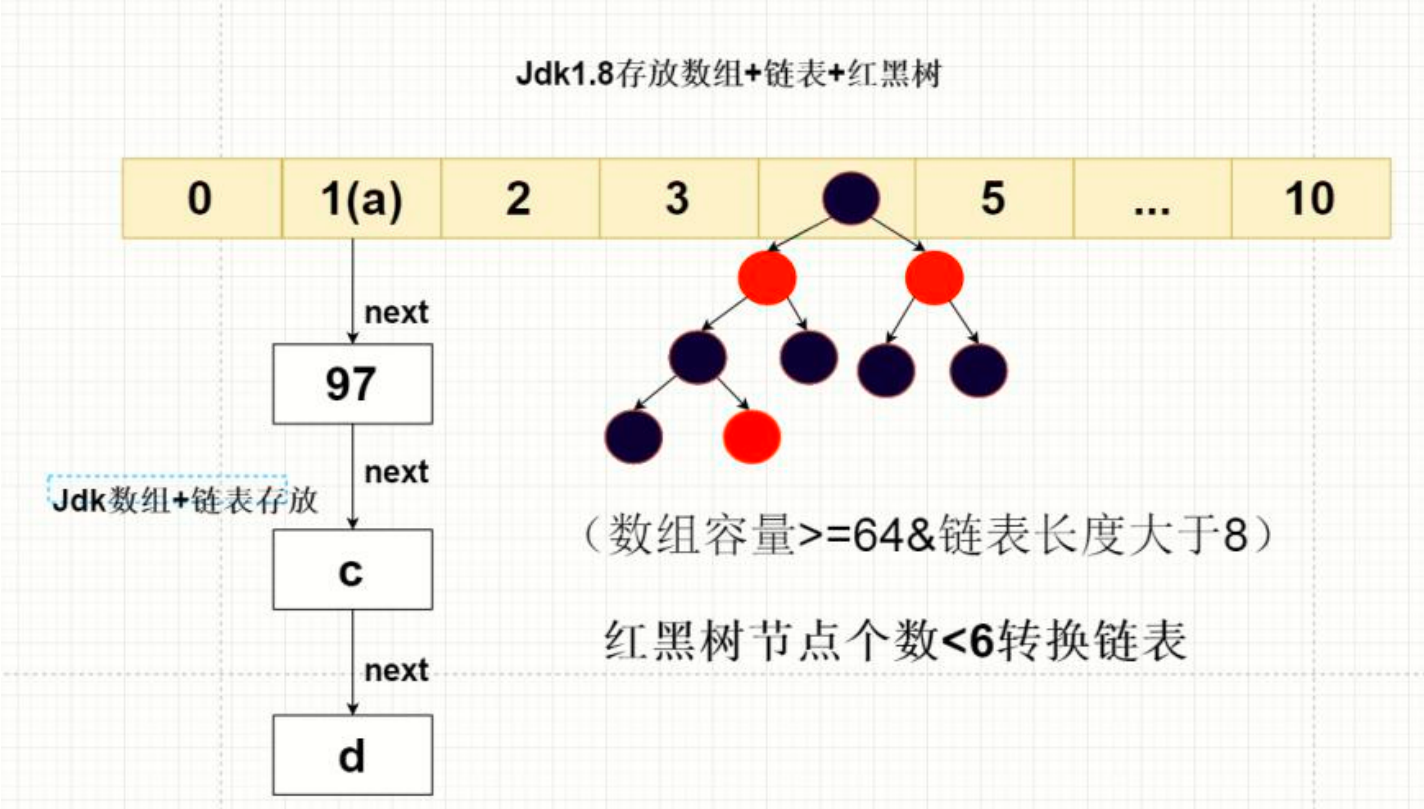 Jdk1.8存放数组+链表+红黑树
0 1(a) 2 3 5 ... 10
next
97
next
Jdk数组+链表存放
c
(数组容量>=64&链表长度大于8)
红黑树节点个数<6转换链表
next
d